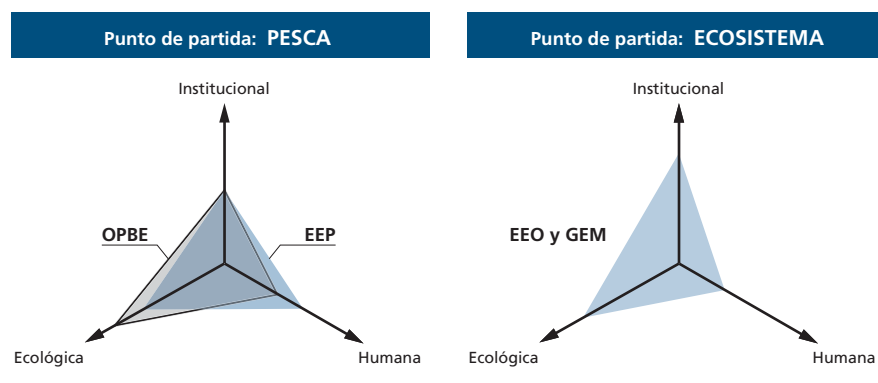 Punto de partida: PESCA
Institucional
OPBE
EEP
Ecológica
Humana
Punto de partida: ECOSISTEMA
Institucional
EEO y GEM
Ecológica
Humana